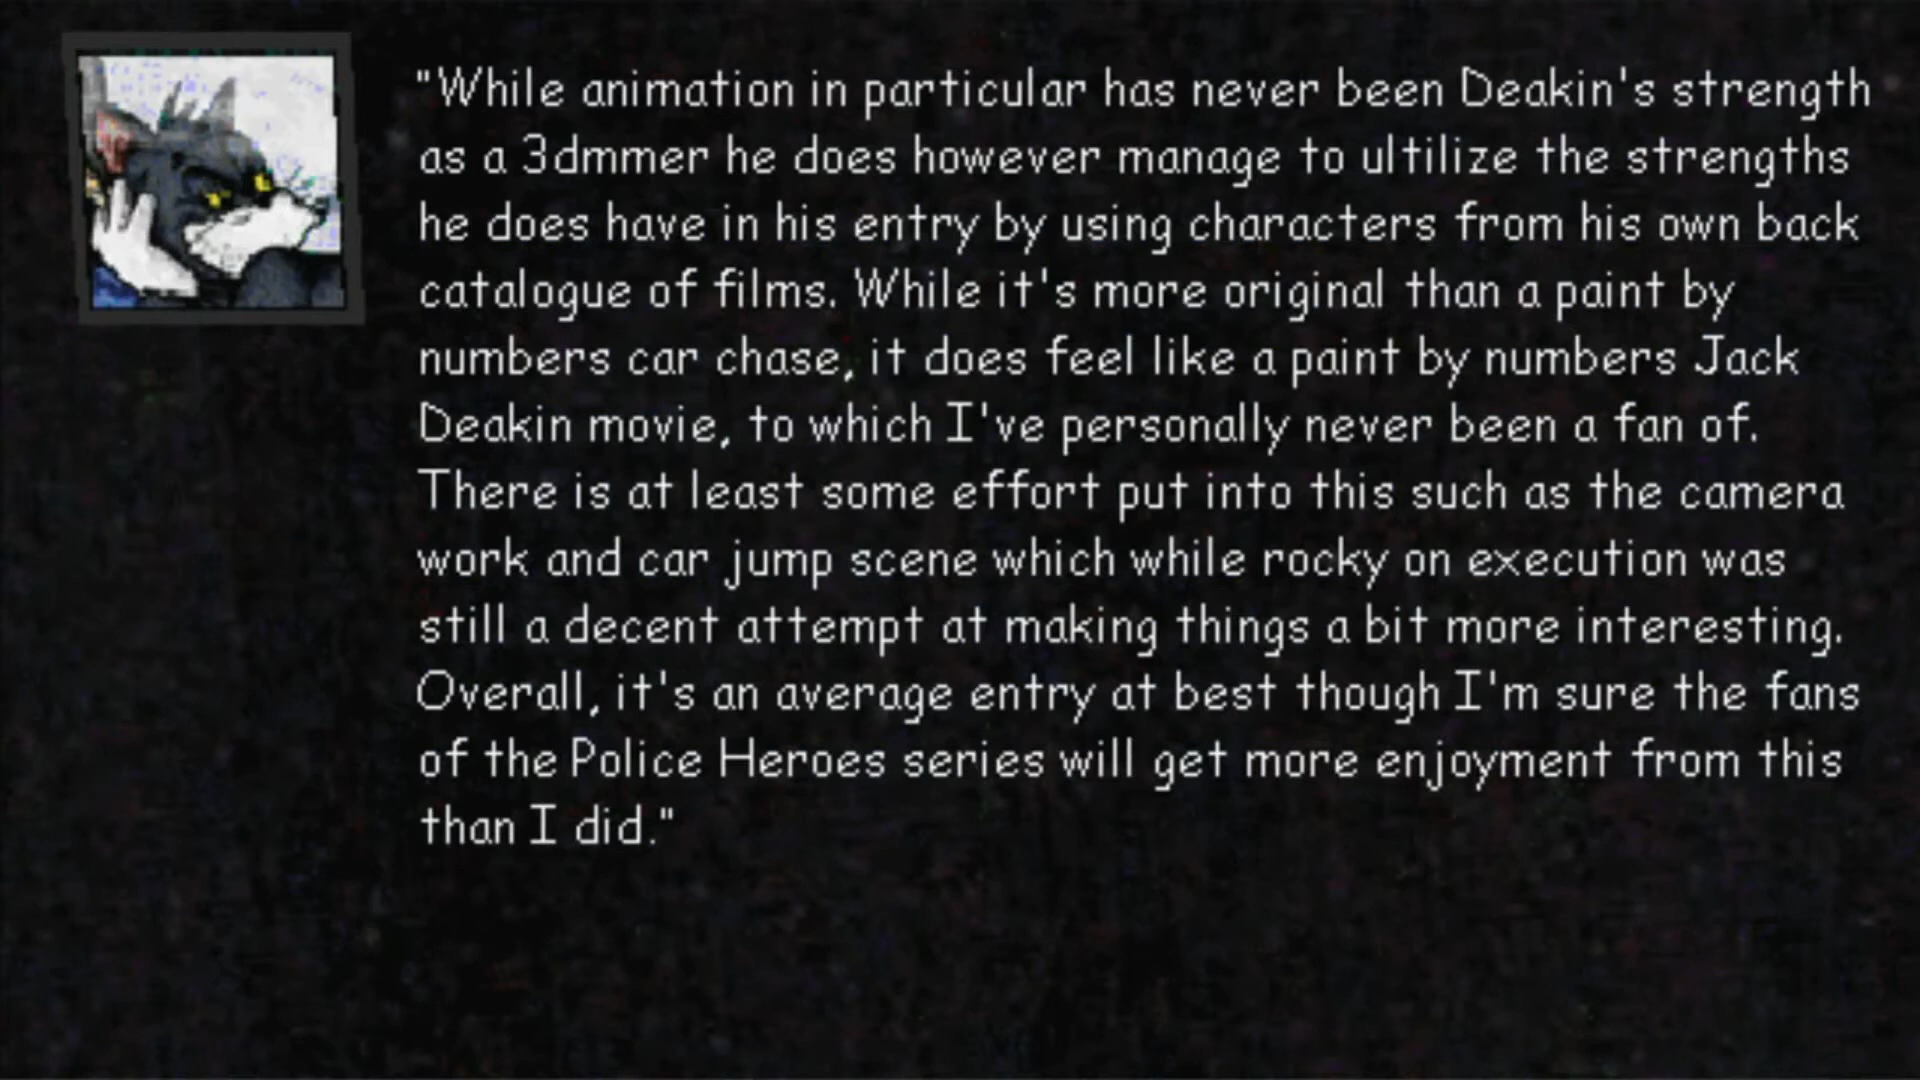 "While animation in particular has never been Deakin's strength
as a 3dmmer he does however manage to ultilize the strengths
he does have in his entry by using characters from his own back
catalogue of films. While it's more original than a paint by
numbers car chase, it does feel like a paint by numbers Jack
Deakin movie, to which I've personally never been a fan of.
There is at least some effort put into this such as the camera
work and car jump scene which while rocky on execution was
still a decent attempt at making things a bit more interesting.
Overall, it's an average entry at best though I'm sure the fans
of the Police Heroes series will get more enjoyment from this
than I did."